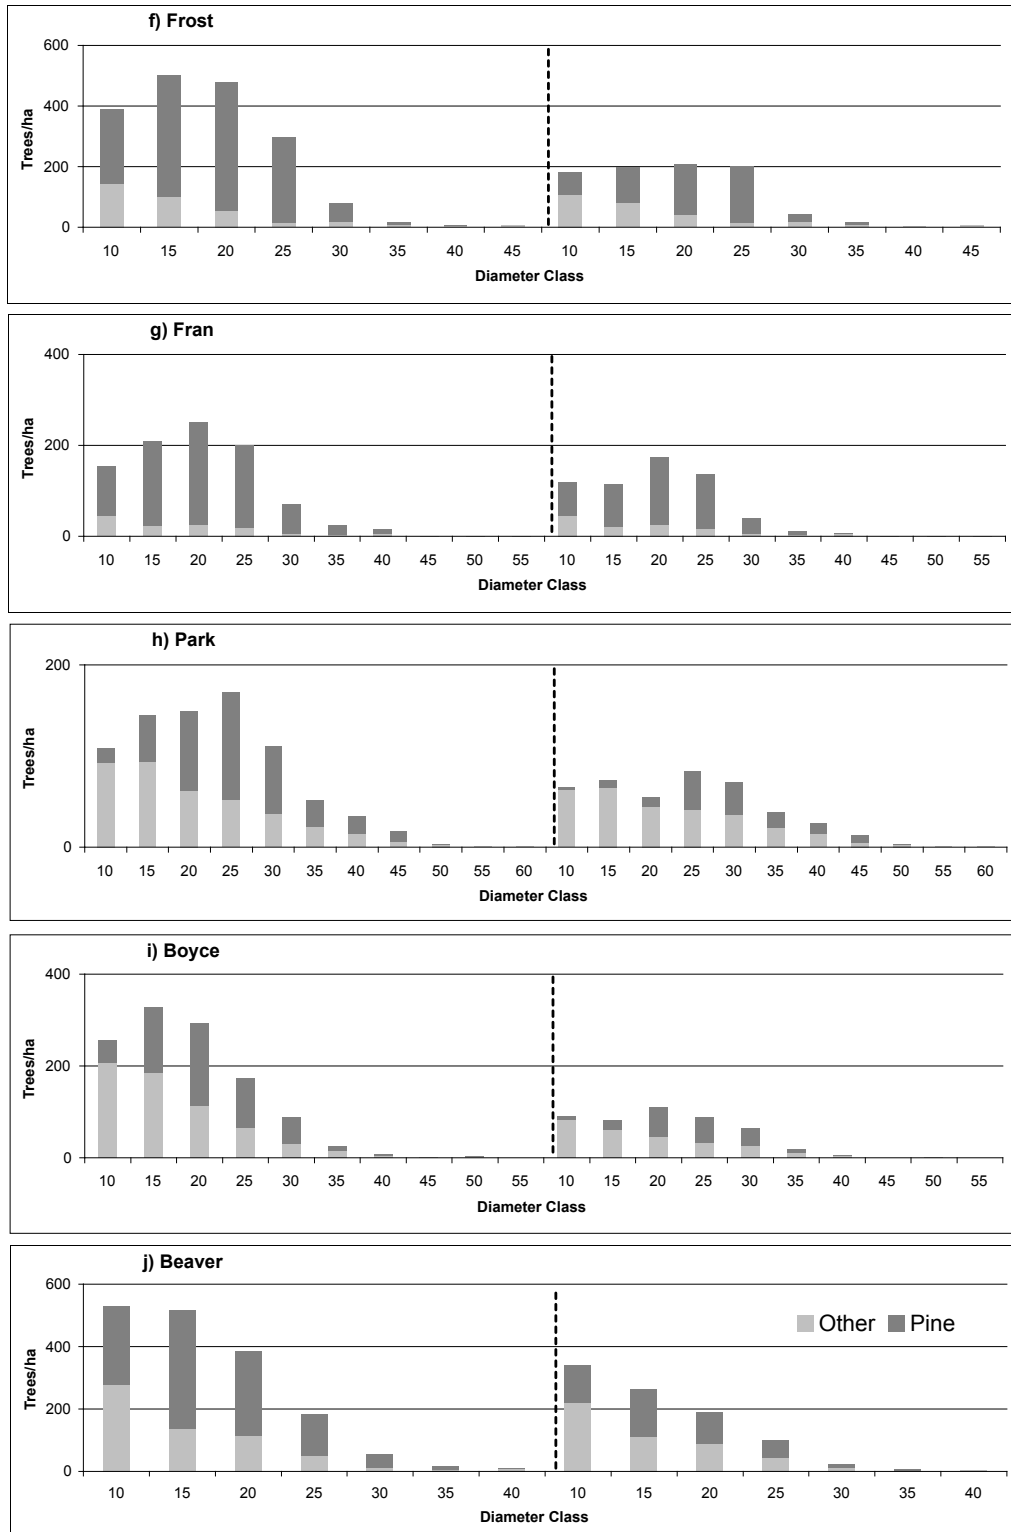 f) Frost
600
400
200
0
Trees/ha
10 15 20 25 30 35 40 45 10 15 20 25 30 35 40 45
Diameter Class
g) Fran
400
200
0
Trees/ha
10 15 20 25 30 35 40 45 50 55 10 15 20 25 30 35 40 45 50 55
Diameter Class
h) Park
200
0
Trees/ha
10 15 20 25 30 35 40 45 50 55 60 10 15 20 25 30 35 40 45 50 55 60
Diameter Class
i) Boyce
400
200
0
Trees/ha
10 15 20 25 30 35 40 45 50 55 10 15 20 25 30 35 40 45 50 55
Diameter Class
j) Beaver
600
400
200
0
Trees/ha
Other Pine
10 15 20 25 30 35 40 10 15 20 25 30 35 40
Diameter Class